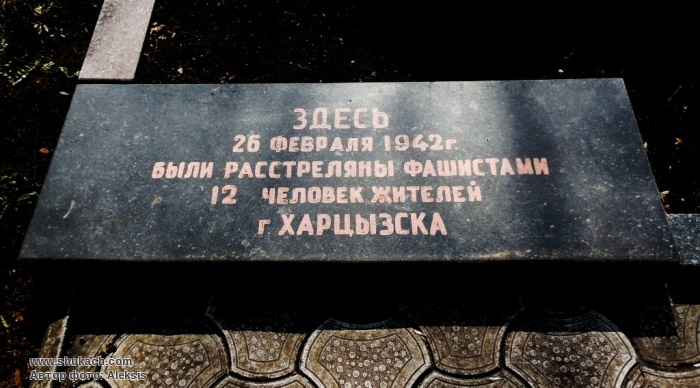 ЗДЕСЬ
26 ФЕВРАЛЯ 1942г.
БЫЛИ РАССТРЕЛЯНЫ ФАШИСТАМИ
12 ЧЕЛОВЕК ЖИТЕЛЕЙ
г ХАРЦЫЗСКА
www.shukach.com
Автор фото: Aleksis